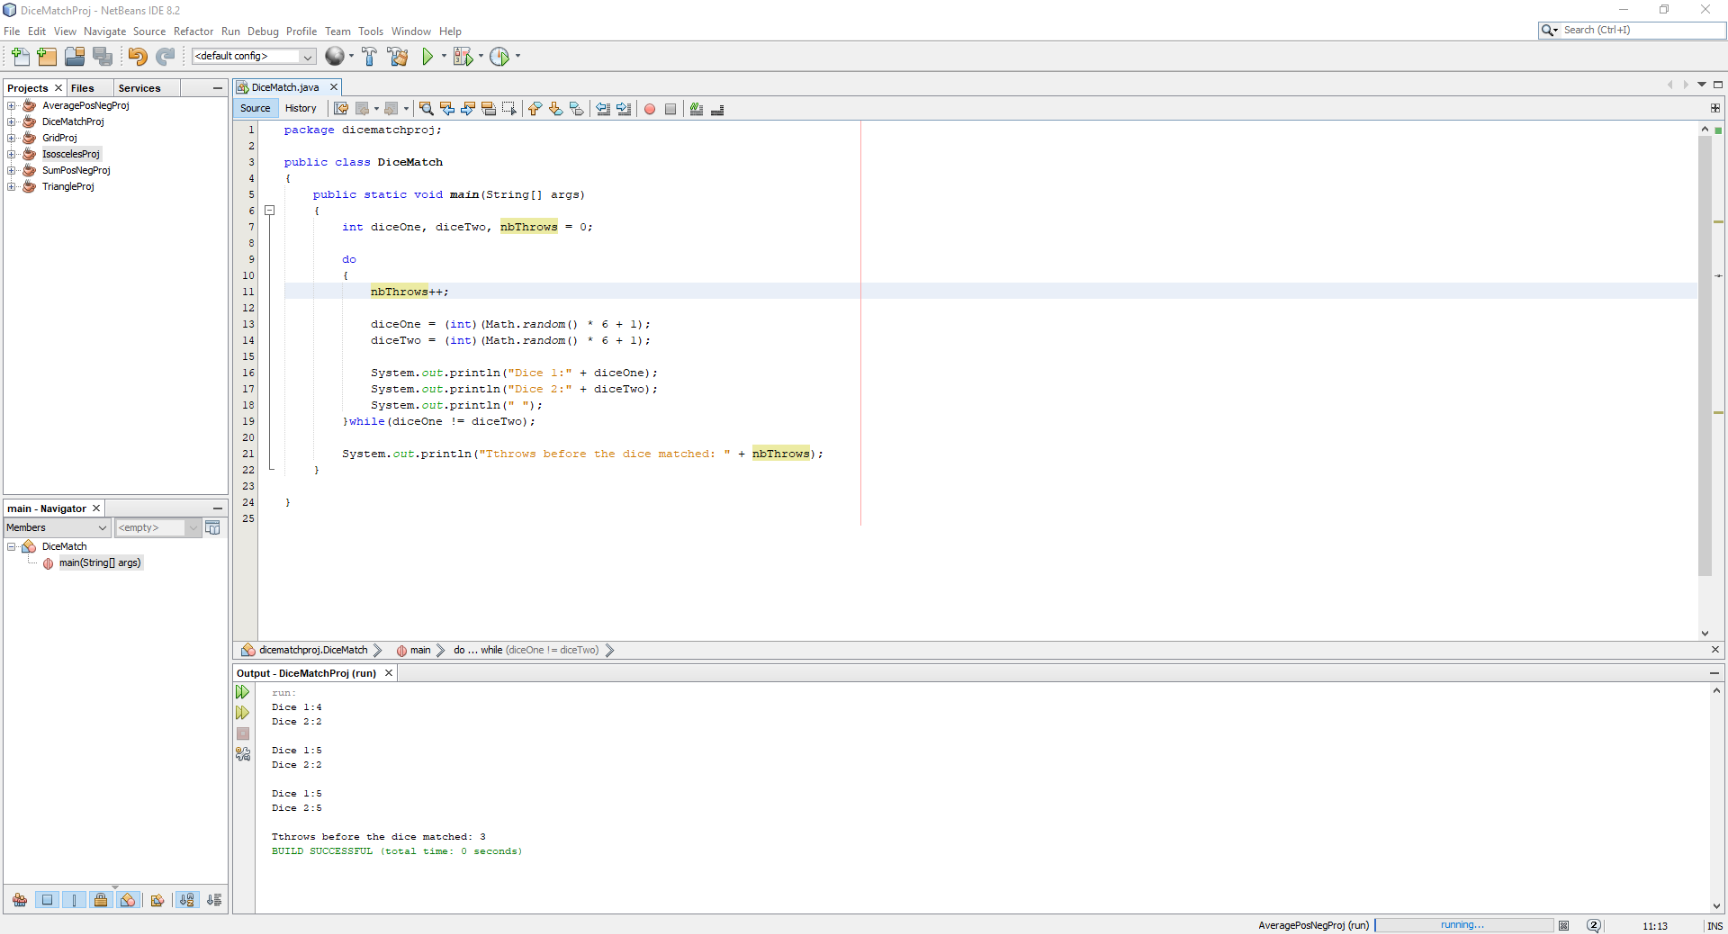 DiceMatchProj - NetBeans IDE 8.2
File Edit View Navigate Source Refactor Run Debug Profile Team Tools Window Help
Search (Ctrl+I)
<default config>
Projects Files Services
AveragePosNegProj
DiceMatchProj
GridProj
IsoscelesProj
SumPosNegProj
TriangleProj
DiceMatch.java
Source History
1 package dicematchproj;
2
3 public class DiceMatch
4 {
5 public static void main(String[] args)
6 {
7 int diceOne, diceTwo, nbThrows = 0;
8
9 do
10 {
11 nbThrows++;
12
13 diceOne = (int)(Math.random() * 6 + 1);
14 diceTwo = (int)(Math.random() * 6 + 1);
15
16 System.out.println("Dice 1:" + diceOne);
17 System.out.println("Dice 2:" + diceTwo);
18 System.out.println(" ");
19 }while(diceOne != diceTwo);
20
21 System.out.println("Tthrows before the dice matched: " + nbThrows);
22 }
23
24 }
25
main - Navigator
Members <empty>
DiceMatch
main(String[] args)
dicematchproj.DiceMatch main do ... while (diceOne != diceTwo)
Output - DiceMatchProj (run)
run:
Dice 1:4
Dice 2:2
Dice 1:5
Dice 2:2
Dice 1:5
Dice 2:5
Tthrows before the dice matched: 3
BUILD SUCCESSFUL (total time: 0 seconds)
AveragePosNegProj (run) running... 2 11:13 INS